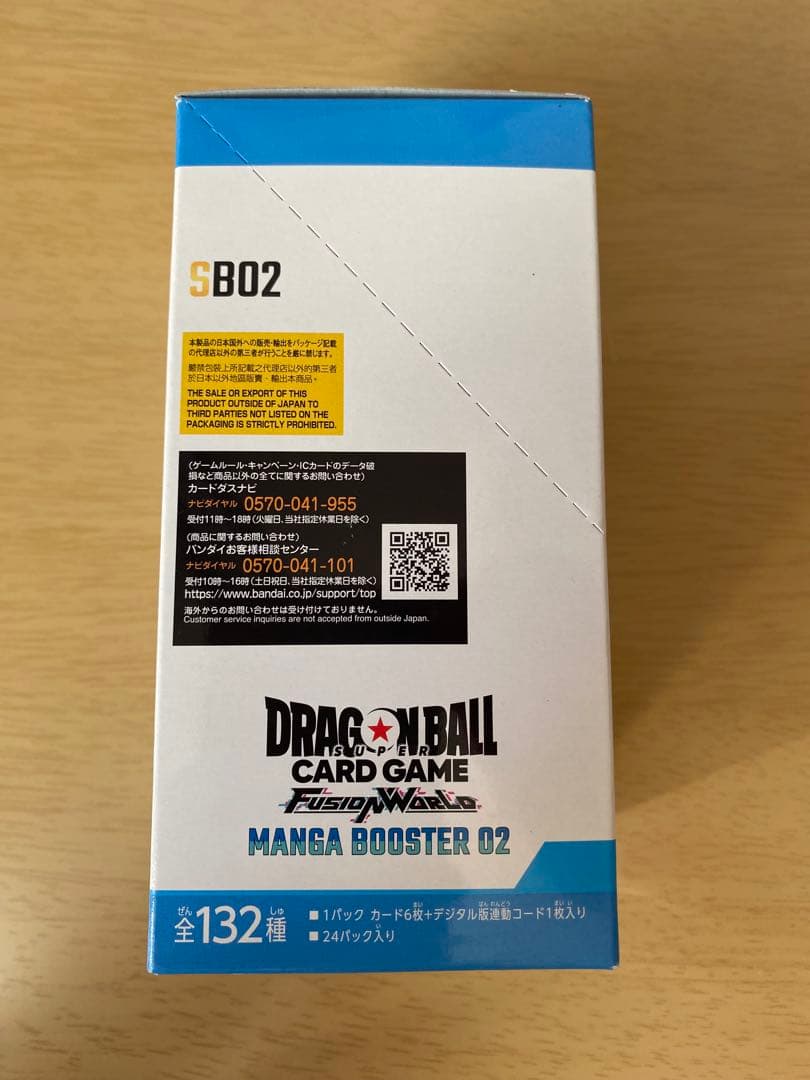 SB02
本製品の日本国外への販売・輸出をパッケージ記載
の代理店以外の第三者が行うことを厳に禁じます。
嚴禁包裝上所記載之代理店以外的第三者
於日本以外地區販賣、輸出本商品。
THE SALE OR EXPORT OF THIS
PRODUCT OUTSIDE OF JAPAN TO
THIRD PARTIES NOT LISTED ON THE
PACKAGING IS STRICTLY PROHIBITED.
(ゲームルール・キャンペーン・ICカードのデータ破
損など商品以外の全てに関するお問い合わせ)
カードダスナビ
ナビダイヤル 0570-041-955
受付11時～18時(火曜日、当社指定休業日を除く)
(商品に関するお問い合わせ)
バンダイお客様相談センター
ナビダイヤル 0570-041-101
受付10時～16時(土日祝日、当社指定休業日を除く)
https://www.bandai.co.jp/support/top
海外からのお問い合わせは受け付けておりません。
Customer service inquiries are not accepted from outside Japan.
DRAGON BALL
SUPER
CARD GAME
FUSION WORLD
MANGA BOOSTER 02
ぜん しゅ
全132種
まい ばん れんどう まい い
■1パック カード6枚+デジタル版連動コード1枚入り
い
■24パック入り